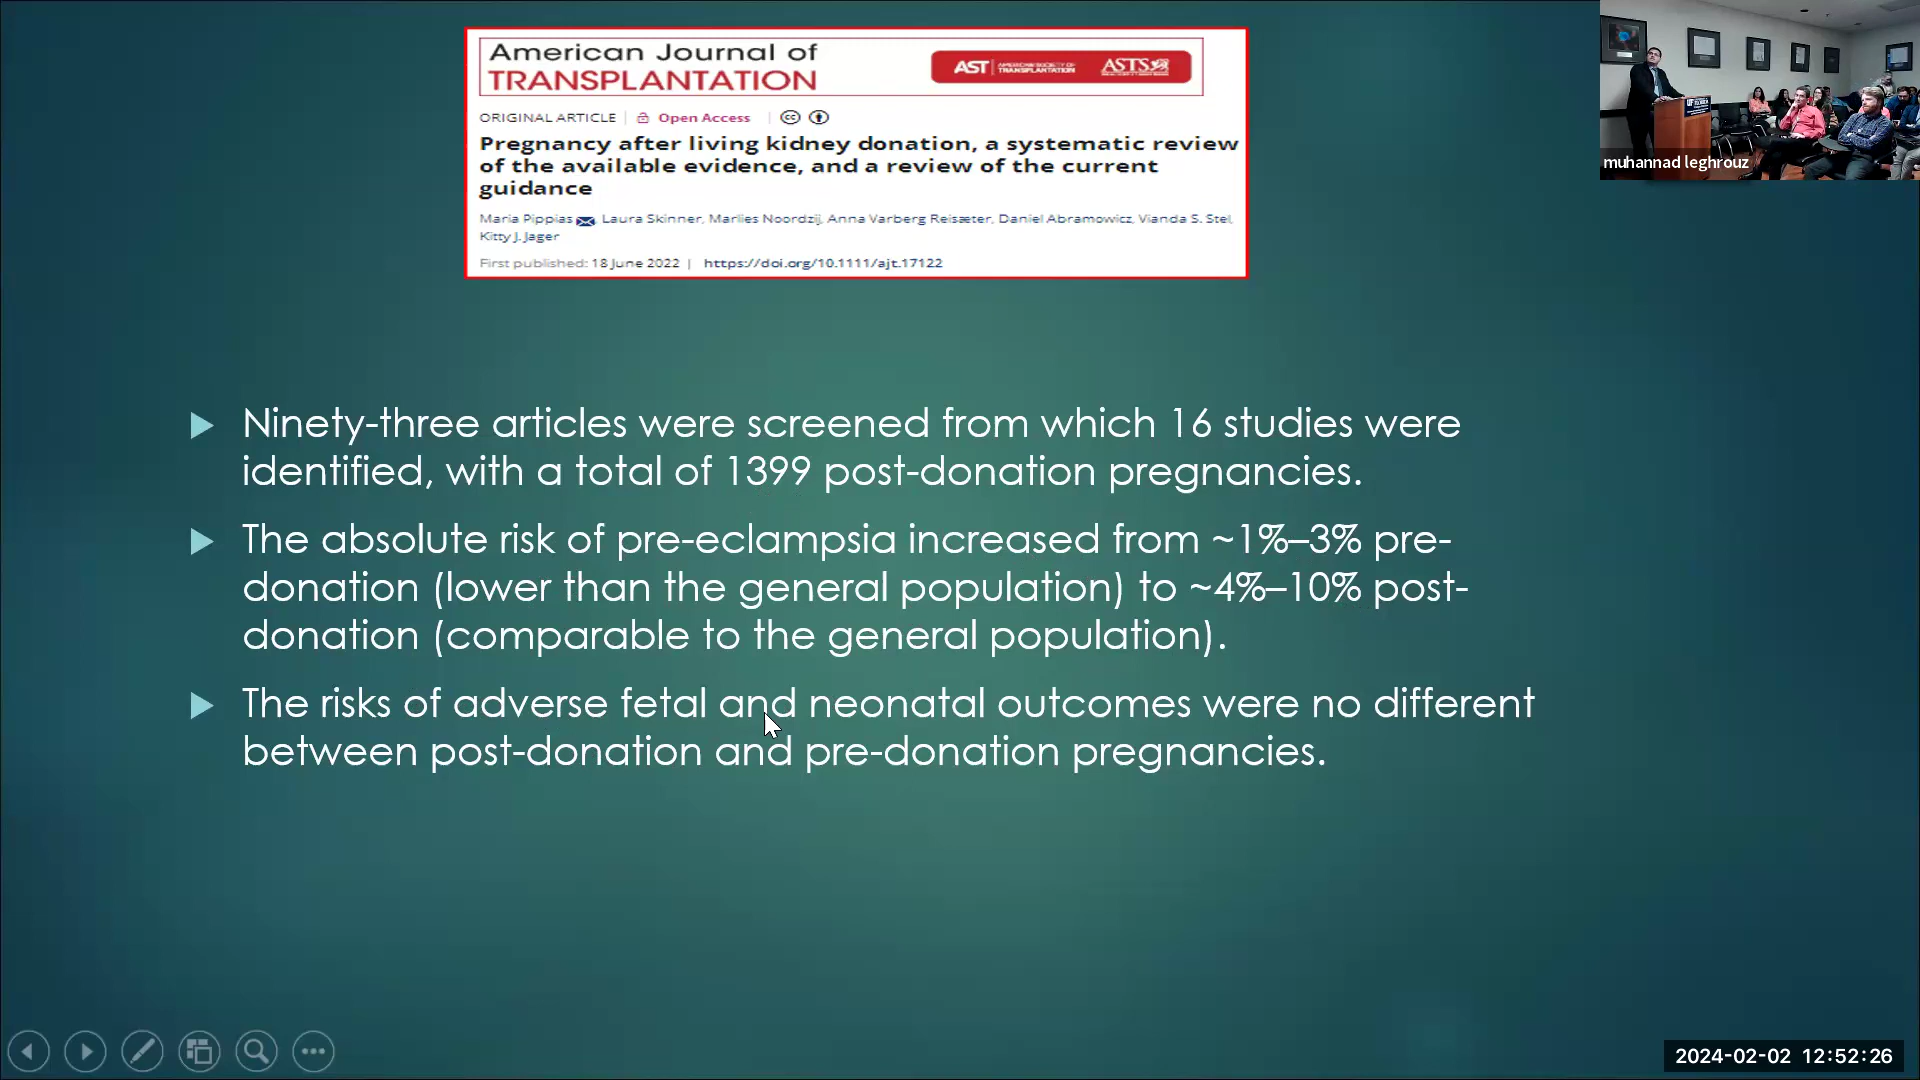 American Journal of
TRANSPLANTATION
AST AMERICAN SOCIETY OF TRANSPLANTATION
ASTS
ORIGINAL ARTICLE | Open Access |
Pregnancy after living kidney donation, a systematic review
of the available evidence, and a review of the current
guidance
Maria Pippias, Laura Skinner, Marlies Noordzij, Anna Varberg Reisæter, Daniel Abramowicz, Vianda S. Stel,
Kitty J. Jager
First published: 18 June 2022 | https://doi.org/10.1111/ajt.17122
muhannad leghrouz
Ninety-three articles were screened from which 16 studies were
identified, with a total of 1399 post-donation pregnancies.
The absolute risk of pre-eclampsia increased from ~1%–3% pre-
donation (lower than the general population) to ~4%–10% post-
donation (comparable to the general population).
The risks of adverse fetal and neonatal outcomes were no different
between post-donation and pre-donation pregnancies.
2024-02-02 12:52:26